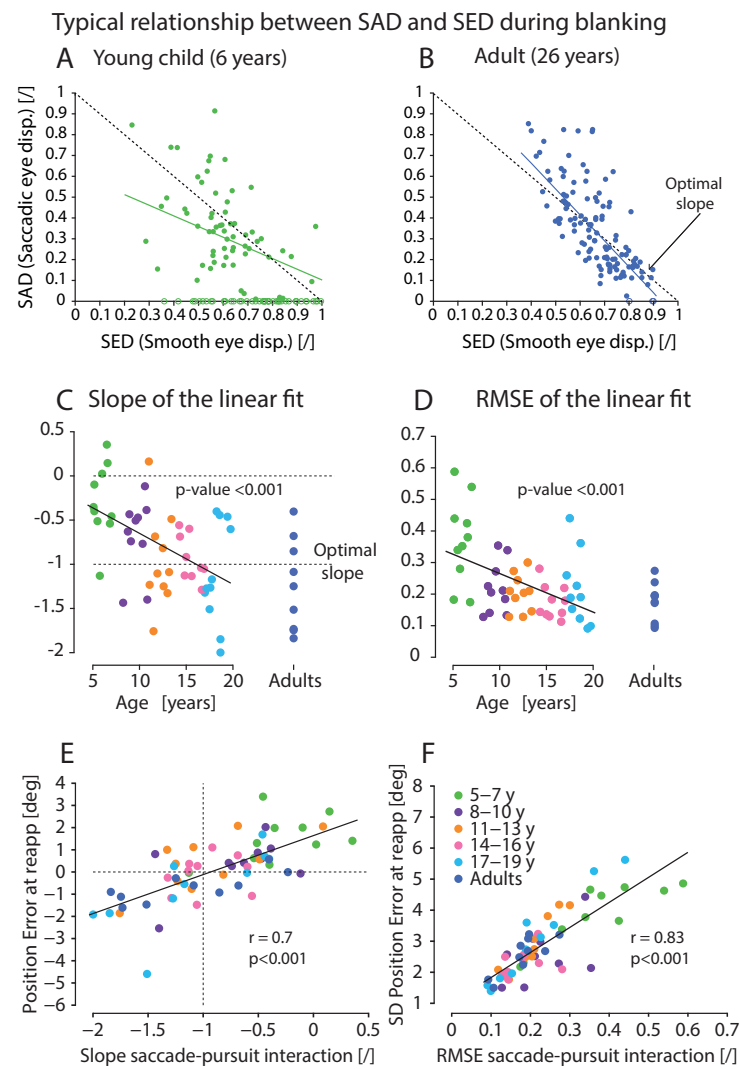 Typical relationship between SAD and SED during blanking
A Young child (6 years)
SAD (Saccadic eye disp.) [/]
1
0.9
0.8
0.7
0.6
0.5
0.4
0.3
0.2
0.1
0
0 0.1 0.2 0.3 0.4 0.5 0.6 0.7 0.8 0.9 1
SED (Smooth eye disp.) [/]
B Adult (26 years)
1
0.9
0.8
0.7
0.6
0.5
0.4
0.3
0.2
0.1
0
Optimal
slope
0 0.1 0.2 0.3 0.4 0.5 0.6 0.7 0.8 0.9 1
SED (Smooth eye disp.) [/]
C Slope of the linear fit
0.5
0
-0.5
-1
-1.5
-2
p-value <0.001
Optimal
slope
5 10 15 20 Adults
Age [years]
D RMSE of the linear fit
0.7
0.6
0.5
0.4
0.3
0.2
0.1
0
p-value <0.001
5 10 15 20 Adults
Age [years]
E
Position Error at reapp [deg]
4
3
2
1
0
−1
−2
−3
−4
−5
−6
r = 0.7
p<0.001
−2 −1.5 −1 −0.5 0 0.5
Slope saccade-pursuit interaction [/]
F
SD Position Error at reapp [deg]
8
7
6
5
4
3
2
1
5−7 y
8−10 y
11−13 y
14−16 y
17−19 y
Adults
r = 0.83
p<0.001
0 0.1 0.2 0.3 0.4 0.5 0.6 0.7
RMSE saccade-pursuit interaction [/]